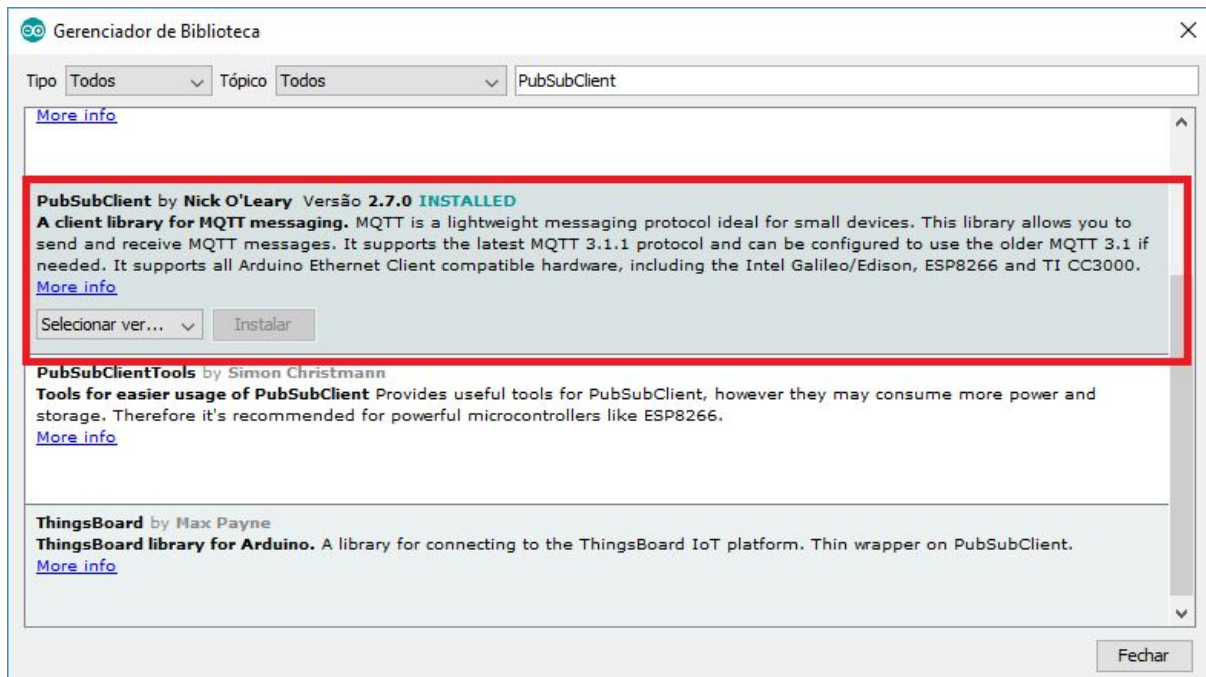 Gerenciador de Biblioteca
Tipo Todos Tópico Todos PubSubClient
More info
PubSubClient by Nick O'Leary Versão 2.7.0 INSTALLED
A client library for MQTT messaging. MQTT is a lightweight messaging protocol ideal for small devices. This library allows you to
send and receive MQTT messages. It supports the latest MQTT 3.1.1 protocol and can be configured to use the older MQTT 3.1 if
needed. It supports all Arduino Ethernet Client compatible hardware, including the Intel Galileo/Edison, ESP8266 and TI CC3000.
More info
Selecionar ver... Instalar
PubSubClientTools by Simon Christmann
Tools for easier usage of PubSubClient Provides useful tools for PubSubClient, however they may consume more power and
storage. Therefore it's recommended for powerful microcontrollers like ESP8266.
More info
ThingsBoard by Max Payne
ThingsBoard library for Arduino. A library for connecting to the ThingsBoard IoT platform. Thin wrapper on PubSubClient.
More info
Fechar